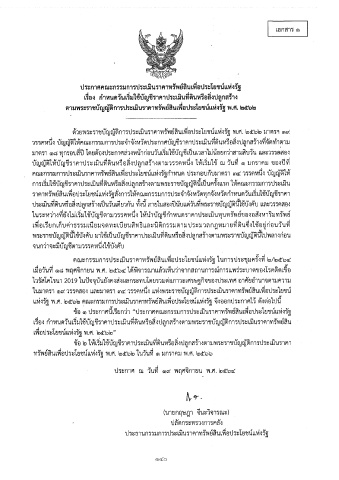 เอกสาร ๑
ประกาศคณะกรรมการประเมินราคาทรัพย์สินเพื่อประโยชน์แห่งรัฐ
เรื่อง กำหนดวันเริ่มใช้บัญชีราคาประเมินที่ดินหรือสิ่งปลูกสร้าง
ตามพระราชบัญญัติการประเมินราคาทรัพย์สินเพื่อประโยชน์แห่งรัฐ พ.ศ. ๒๕๖๒
ด้วยพระราชบัญญัติการประเมินราคาทรัพย์สินเพื่อประโยชน์แห่งรัฐ พ.ศ. ๒๕๖๒ มาตรา ๑๙
วรรคหนึ่ง บัญญัติให้คณะกรรมการประจำจังหวัดประกาศบัญชีราคาประเมินที่ดินหรือสิ่งปลูกสร้างที่จัดทำตาม
มาตรา ๑๘ ทุกรอบสี่ปี โดยต้องประกาศล่วงหน้าก่อนวันเริ่มใช้บัญชีเป็นเวลาไม่น้อยกว่าสามสิบวัน และวรรคสอง
บัญญัติให้บัญชีราคาประเมินที่ดินหรือสิ่งปลูกสร้างตามวรรคหนึ่ง ให้เริ่มใช้ ณ วันที่ ๑ มกราคม ของปีที่
คณะกรรมการประเมินราคาทรัพย์สินเพื่อประโยชน์แห่งรัฐกำหนด ประกอบกับมาตรา ๓๙ วรรคหนึ่ง บัญญัติให้
การเริ่มใช้บัญชีราคาประเมินที่ดินหรือสิ่งปลูกสร้างตามพระราชบัญญัตินี้เป็นครั้งแรก ให้คณะกรรมการประเมิน
ราคาทรัพย์สินเพื่อประโยชน์แห่งรัฐสั่งการให้คณะกรรมการประจำจังหวัดทุกจังหวัดกำหนดวันเริ่มใช้บัญชีราคา
ประเมินที่ดินหรือสิ่งปลูกสร้างเป็นวันเดียวกัน ทั้งนี้ ภายในสองปีนับแต่วันที่พระราชบัญญัตินี้ใช้บังคับ และวรรคสอง
ในระหว่างที่ยังไม่เริ่มใช้บัญชีตามวรรคหนึ่ง ให้นำบัญชีกำหนดราคาประเมินทุนทรัพย์ของอสังหาริมทรัพย์
เพื่อเรียกเก็บค่าธรรมเนียมจดทะเบียนสิทธิและนิติกรรมตามประมวลกฎหมายที่ดินซึ่งใช้อยู่ก่อนวันที่
พระราชบัญญัตินี้ใช้บังคับ มาใช้เป็นบัญชีราคาประเมินที่ดินหรือสิ่งปลูกสร้างตามพระราชบัญญัตินี้ไปพลางก่อน
จนกว่าจะมีบัญชีตามวรรคหนึ่งใช้บังคับ
คณะกรรมการประเมินราคาทรัพย์สินเพื่อประโยชน์แห่งรัฐ ในการประชุมครั้งที่ ๒/๒๕๖๔
เมื่อวันที่ ๑๘ พฤศจิกายน พ.ศ. ๒๕๖๔ ได้พิจารณาแล้วเห็นว่าจากสถานการณ์การแพร่ระบาดของโรคติดเชื้อ
ไวรัสโคโรนา 2019 ในปัจจุบันยังคงส่งผลกระทบโดยรวมต่อภาวะเศรษฐกิจของประเทศ อาศัยอำนาจตามความ
ในมาตรา ๑๙ วรรคสอง และมาตรา ๓๙ วรรคหนึ่ง แห่งพระราชบัญญัติการประเมินราคาทรัพย์สินเพื่อประโยชน์
แห่งรัฐ พ.ศ. ๒๕๖๒ คณะกรรมการประเมินราคาทรัพย์สินเพื่อประโยชน์แห่งรัฐ จึงออกประกาศไว้ ดังต่อไปนี้
ข้อ ๑ ประกาศนี้เรียกว่า "ประกาศคณะกรรมการประเมินราคาทรัพย์สินเพื่อประโยชน์แห่งรัฐ
เรื่อง กำหนดวันเริ่มใช้บัญชีราคาประเมินที่ดินหรือสิ่งปลูกสร้างตามพระราชบัญญัติการประเมินราคาทรัพย์สิน
เพื่อประโยชน์แห่งรัฐ พ.ศ. ๒๕๖๒"
ข้อ ๒ ให้เริ่มใช้บัญชีราคาประเมินที่ดินหรือสิ่งปลูกสร้างตามพระราชบัญญัติการประเมินราคา
ทรัพย์สินเพื่อประโยชน์แห่งรัฐ พ.ศ. ๒๕๖๒ ในวันที่ ๑ มกราคม พ.ศ. ๒๕๖๖
ประกาศ ณ วันที่ ๑๙ พฤศจิกายน พ.ศ. ๒๕๖๔
(นายกฤษฎา จีนะวิจารณะ)
ปลัดกระทรวงการคลัง
ประธานกรรมการประเมินราคาทรัพย์สินเพื่อประโยชน์แห่งรัฐ